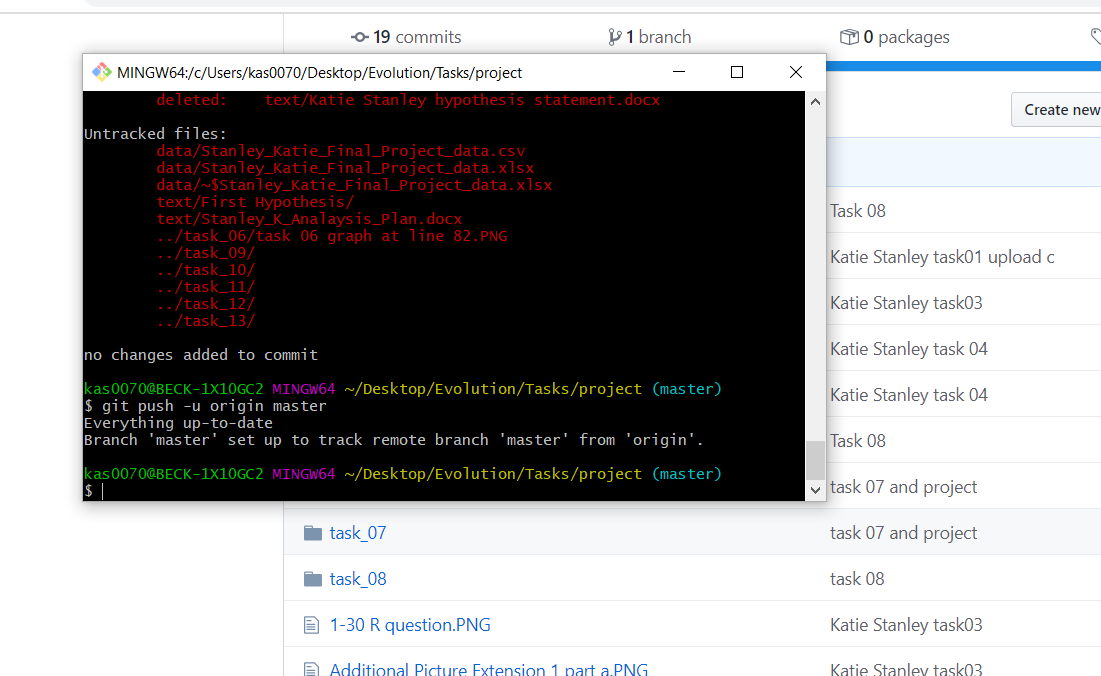 19 commits
1 branch
0 packages
MINGW64:/c/Users/kas0070/Desktop/Evolution/Tasks/project
deleted:    text/Katie Stanley hypothesis statement.docx
Untracked files:
data/Stanley_Katie_Final_Project_data.csv
data/Stanley_Katie_Final_Project_data.xlsx
data/~$Stanley_Katie_Final_Project_data.xlsx
text/First Hypothesis/
text/Stanley_K_Analaysis_Plan.docx
../task_06/task 06 graph at line 82.PNG
../task_09/
../task_10/
../task_11/
../task_12/
../task_13/
no changes added to commit
kas0070@BECK-1X10GC2 MINGW64 ~/Desktop/Evolution/Tasks/project (master)
$ git push -u origin master
Everything up-to-date
Branch 'master' set up to track remote branch 'master' from 'origin'.
kas0070@BECK-1X10GC2 MINGW64 ~/Desktop/Evolution/Tasks/project (master)
$
Create new
Task 08
Katie Stanley task01 upload c
Katie Stanley task03
Katie Stanley task 04
Katie Stanley task 04
Task 08
task 07 and project
task_07 task 07 and project
task_08 task 08
1-30 R question.PNG Katie Stanley task03
Additional Picture Extension 1 part a.PNG Katie Stanley task03